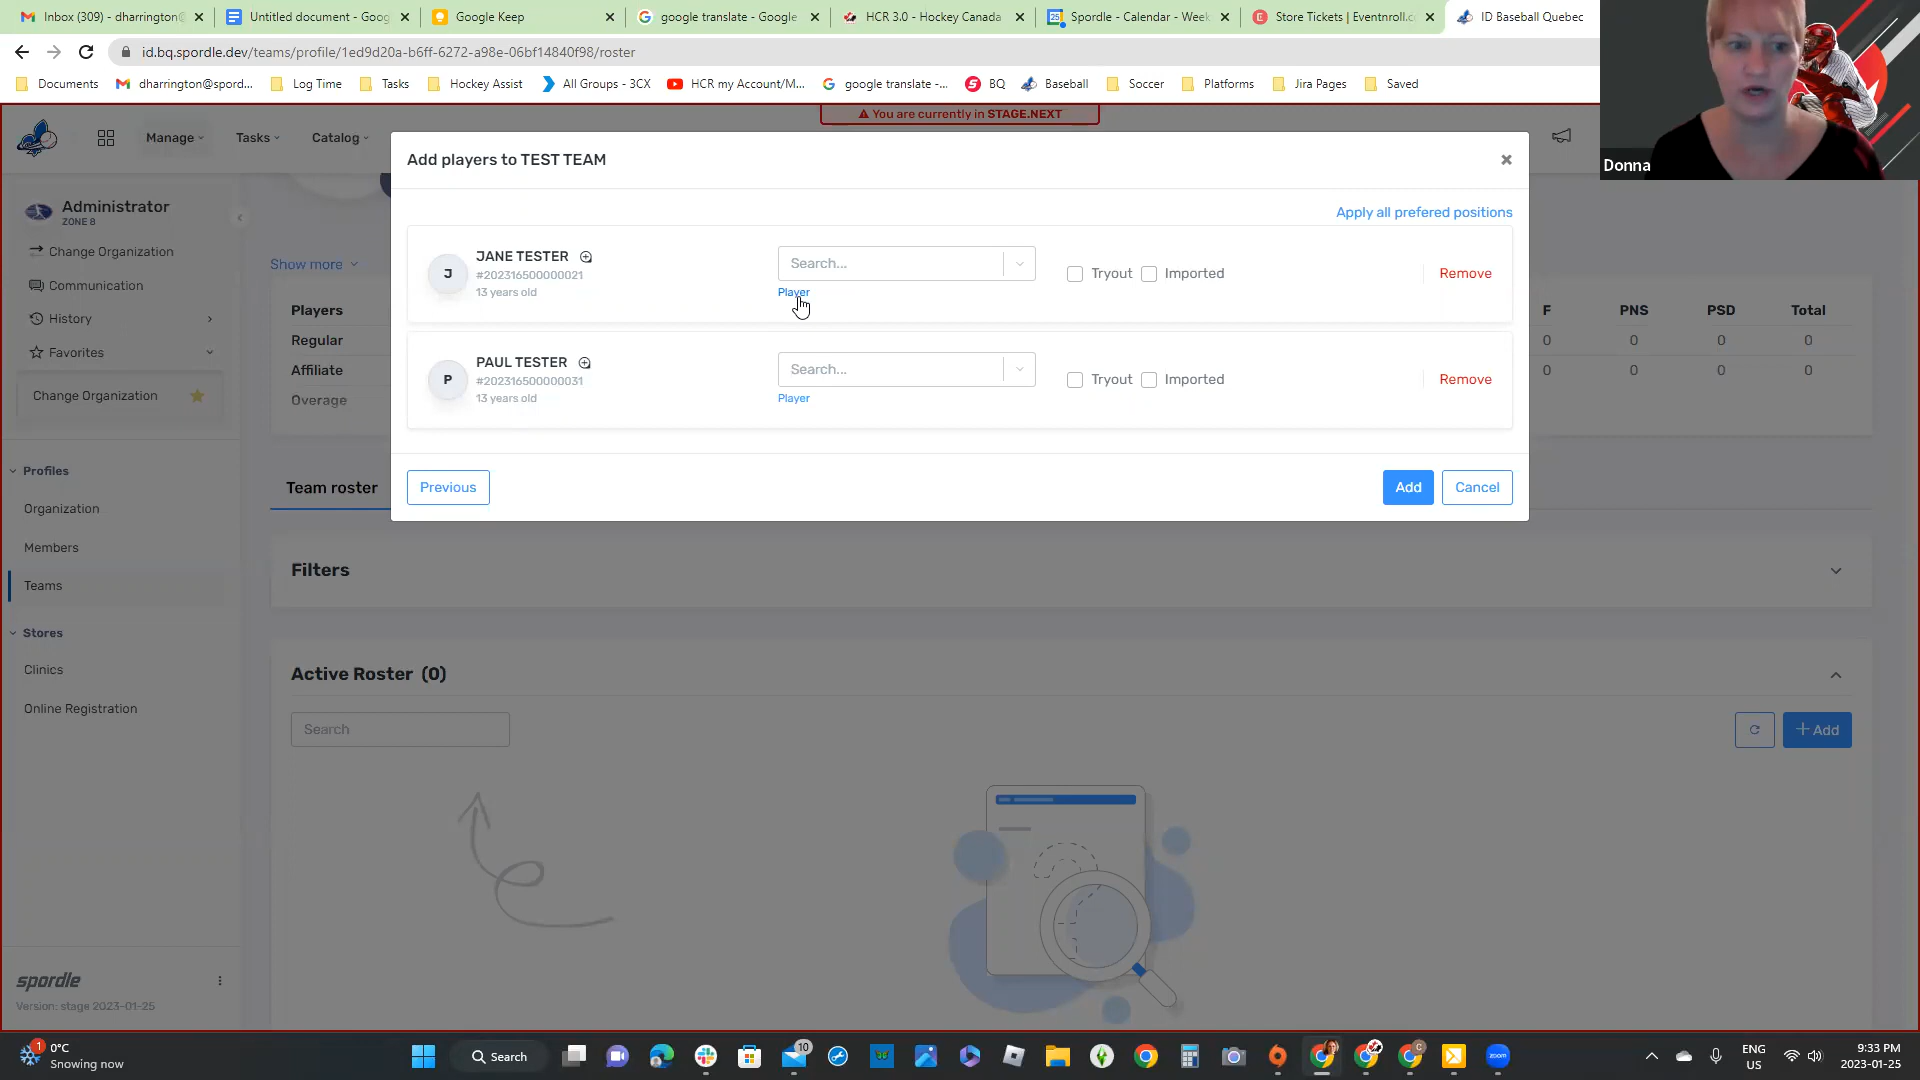 Inbox (309) - dharrington@
Untitled document - Goog
Google Keep
google translate - Google
HCR 3.0 - Hockey Canada
Spordle - Calendar - Week
Store Tickets | Eventnroll.c
ID Baseball Quebec
id.bq.spordle.dev/teams/profile/1ed9d20a-b6ff-6272-a98e-06bf14840f98/roster
Documents
dharrington@spord...
Log Time
Tasks
Hockey Assist
All Groups - 3CX
HCR my Account/M...
google translate -...
BQ
Baseball
Soccer
Platforms
Jira Pages
Saved
You are currently in STAGE.NEXT
Manage
Tasks
Catalog
Donna
Add players to TEST TEAM
Administrator
ZONE 8
Change Organization
Communication
History
Favorites
Change Organization
Show more
Apply all prefered positions
JANE TESTER
J
#202316500000021
13 years old
Search...
Player
Tryout
Imported
Remove
PAUL TESTER
P
#202316500000031
13 years old
Search...
Player
Tryout
Imported
Remove
Players
Regular
Affiliate
Overage
F PNS PSD Total
0 0 0 0
0 0 0 0
Previous
Add
Cancel
Profiles
Organization
Members
Teams
Stores
Clinics
Online Registration
Team roster
Filters
Active Roster (0)
Search
Add
spordle
Version: stage 2023-01-25
1
0°C
Snowing now
Search
10
zoom
ENG
US
9:33 PM
2023-01-25